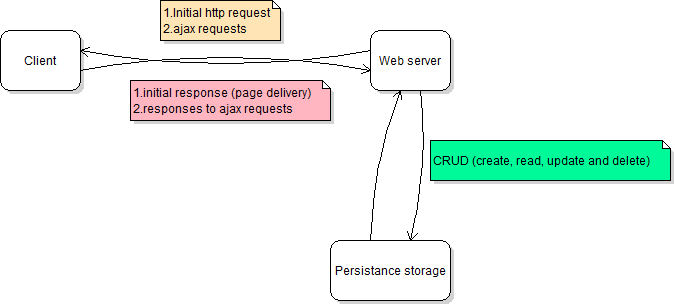 1.Initial http request
2.ajax requests
Client
Web server
1.initial response (page delivery)
2.responses to ajax requests
CRUD (create, read, update and delete)
Persistance storage